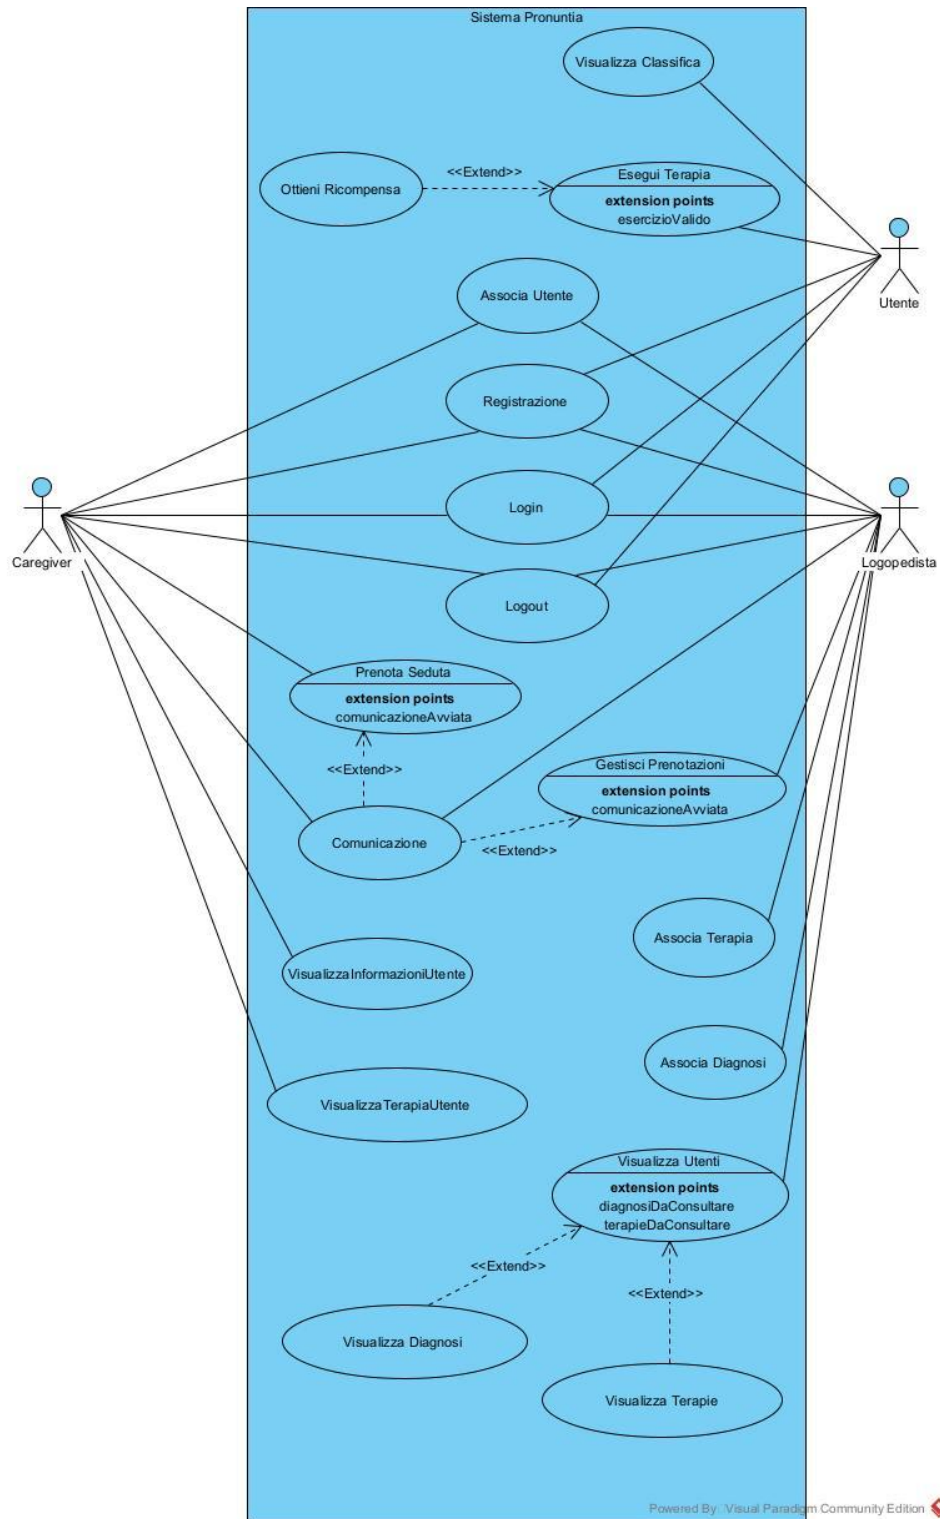 Sistema Pronuntia
Visualizza Classifica
<<Extend>>
Ottieni Ricompensa
Esegui Terapia
extension points
esercizioValido
Utente
Associa Utente
Registrazione
Login
Caregiver
Logopedista
Logout
Prenota Seduta
extension points
comunicazioneAvviata
<<Extend>>
Gestisci Prenotazioni
extension points
comunicazioneAvviata
Comunicazione
<<Extend>>
Associa Terapia
VisualizzaInformazioniUtente
Associa Diagnosi
VisualizzaTerapiaUtente
Visualizza Utenti
extension points
diagnosiDaConsultare
terapieDaConsultare
<<Extend>>
<<Extend>>
Visualizza Diagnosi
Visualizza Terapie
Powered By: Visual Paradigm Community Edition